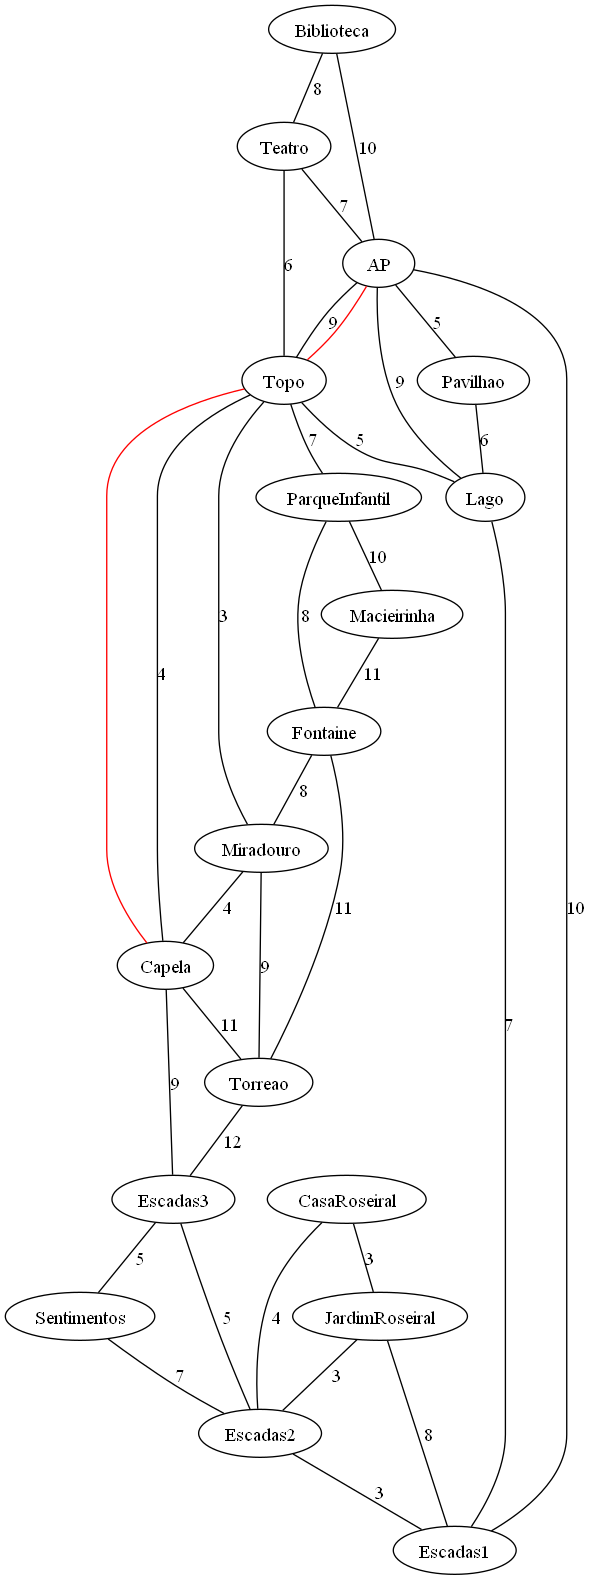 Biblioteca
8
Teatro
10
7
6
AP
9
5
Topo
9
Pavilhao
7
5
6
ParqueInfantil
Lago
10
3
8
Macieirinha
4
11
Fontaine
8
Miradouro
4
11
10
Capela
9
11
7
Torreao
9
12
Escadas3
CasaRoseiral
5
3
Sentimentos
5
4
JardimRoseiral
7
3
Escadas2
8
3
Escadas1